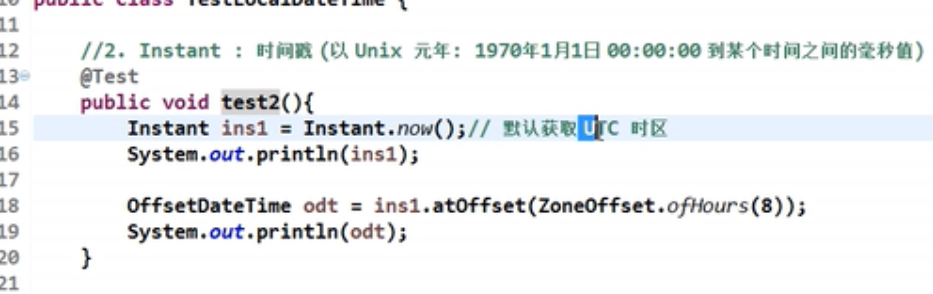 10 public class TestLocalDateTime {
11
12 //2. Instant : 时间戳 (以 Unix 元年: 1970年1月1日 00:00:00 到某个时间之间的毫秒值)
13 @Test
14 public void test2(){
15 Instant ins1 = Instant.now();// 默认获取 UTC 时区
16 System.out.println(ins1);
17
18 OffsetDateTime odt = ins1.atOffset(ZoneOffset.ofHours(8));
19 System.out.println(odt);
20 }
21